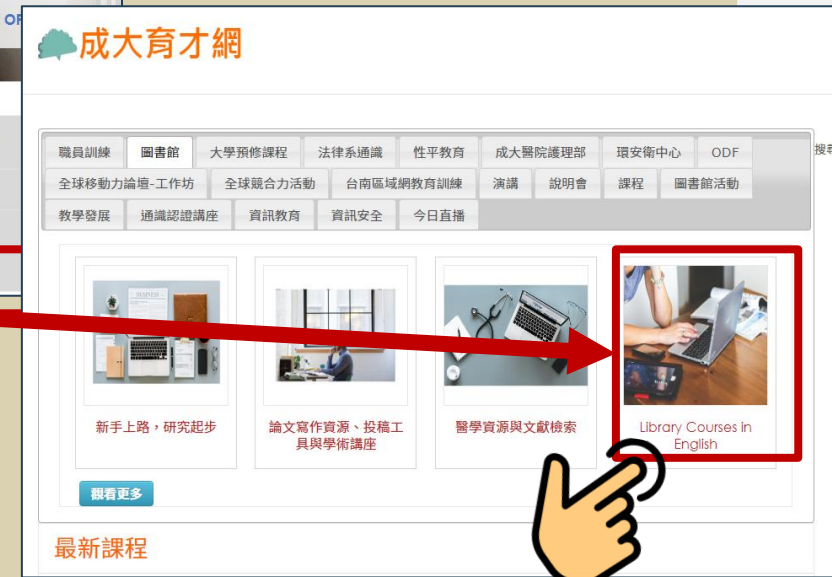 成大育才網
職員訓練 圖書館 大學預修課程 法律系通識 性平教育 成大醫院護理部 環安衛中心 ODF
全球移動力論壇-工作坊 全球競合力活動 台南區域網教育訓練 演講 說明會 課程 圖書館活動
教學發展 通識認證講座 資訊教育 資訊安全 今日直播
新手上路，研究起步
論文寫作資源、投稿工
具與學術講座
醫學資源與文獻檢索
Library Courses in
English
觀看更多
最新課程